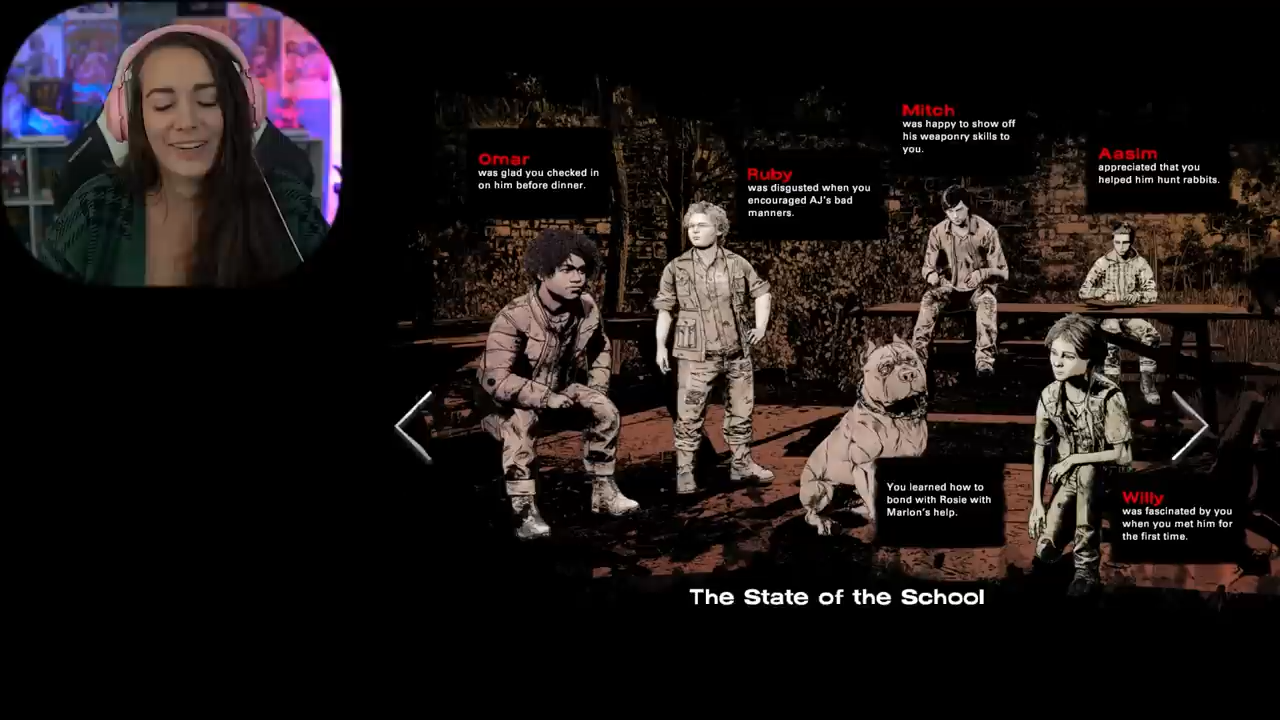 Mitch
was happy to show off
his weaponry skills to
you.
Omar
was glad you checked in
on him before dinner.
Ruby
was disgusted when you
encouraged AJ's bad
manners.
Aasim
appreciated that you
helped him hunt rabbits.
You learned how to
bond with Rosie with
Marlon's help.
Willy
was fascinated by you
when you met him for
the first time.
The State of the School